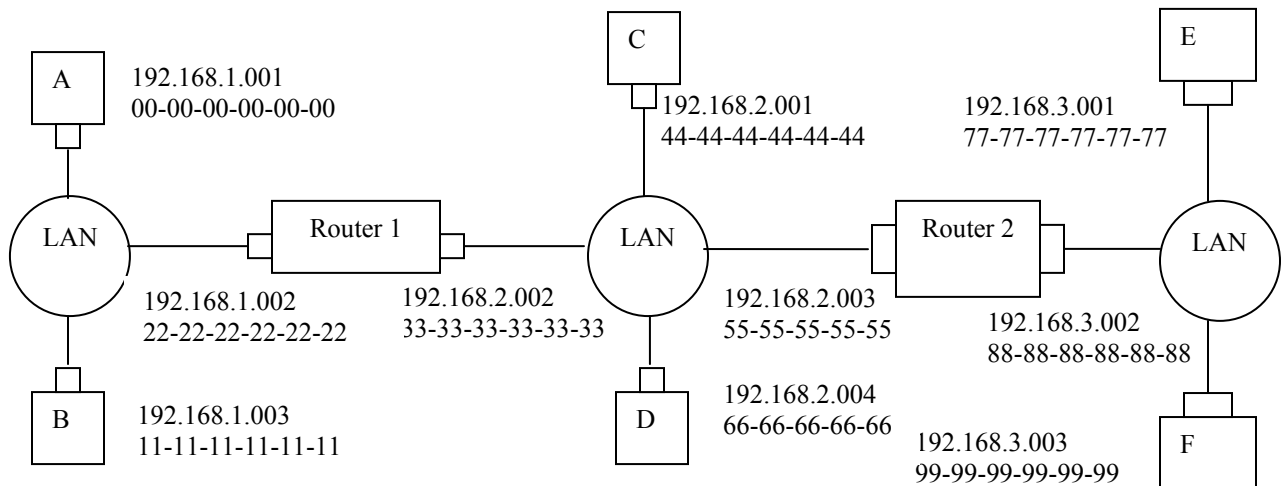 A
192.168.1.001
00-00-00-00-00-00
C
192.168.2.001
44-44-44-44-44-44
E
192.168.3.001
77-77-77-77-77-77
LAN
Router 1
LAN
Router 2
LAN
192.168.1.002
22-22-22-22-22-22
192.168.2.002
33-33-33-33-33-33
192.168.2.003
55-55-55-55-55
192.168.3.002
88-88-88-88-88-88
B
192.168.1.003
11-11-11-11-11-11
D
192.168.2.004
66-66-66-66-66
192.168.3.003
99-99-99-99-99-99
F